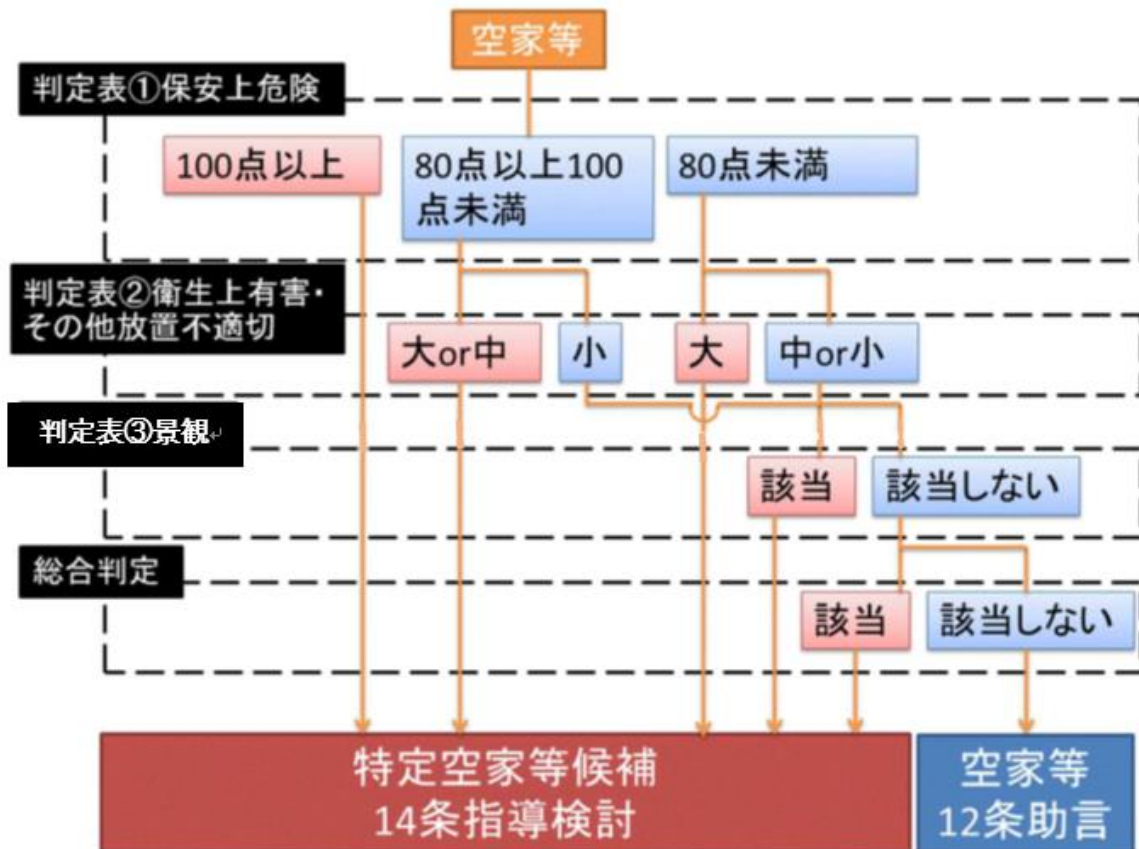 空家等
判定表①保安上危険
100点以上
80点以上100
点未満
80点未満
判定表②衛生上有害・
その他放置不適切
大or中
小
大
中or小
判定表③景観
該当
該当しない
総合判定
該当
該当しない
特定空家等候補
14条指導検討
空家等
12条助言